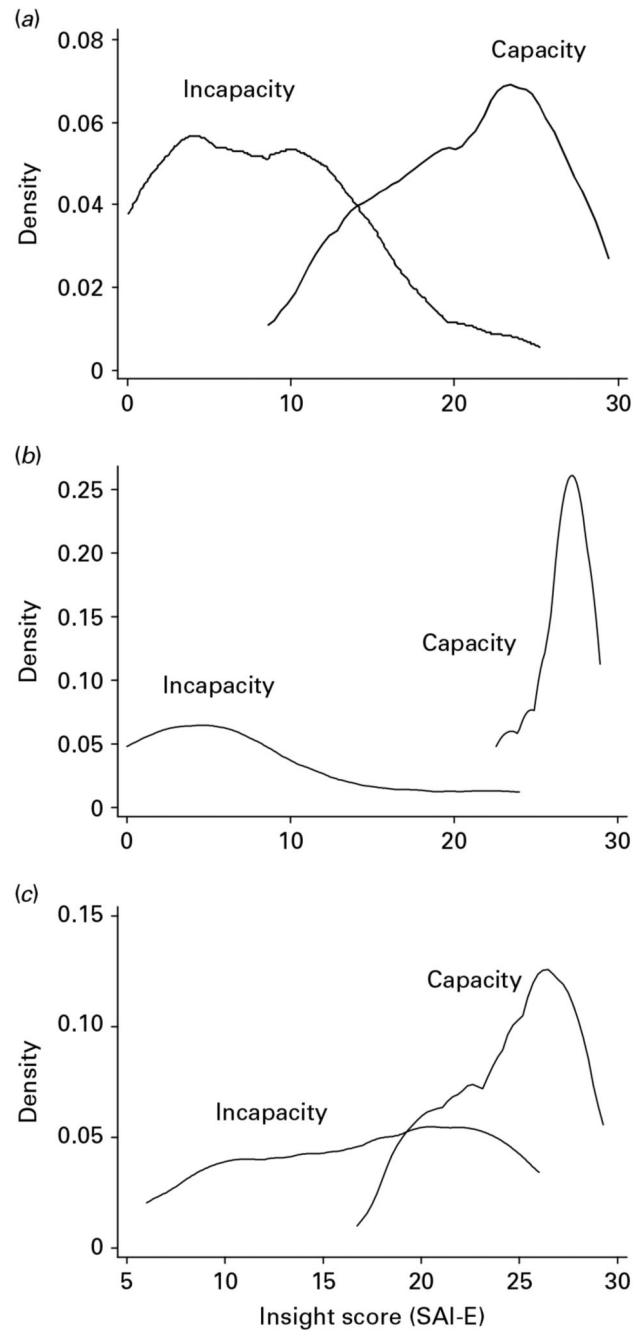 (a)
0.08
Capacity
Incapacity
0.06
Density
0.04
0.02
0
0 10 20 30
(b)
0.25
0.20
Density
0.15
Capacity
0.10
Incapacity
0.05
0
0 10 20 30
(c)
0.15
Capacity
0.10
Density
Incapacity
0.05
0
5 10 15 20 25 30
Insight score (SAI-E)